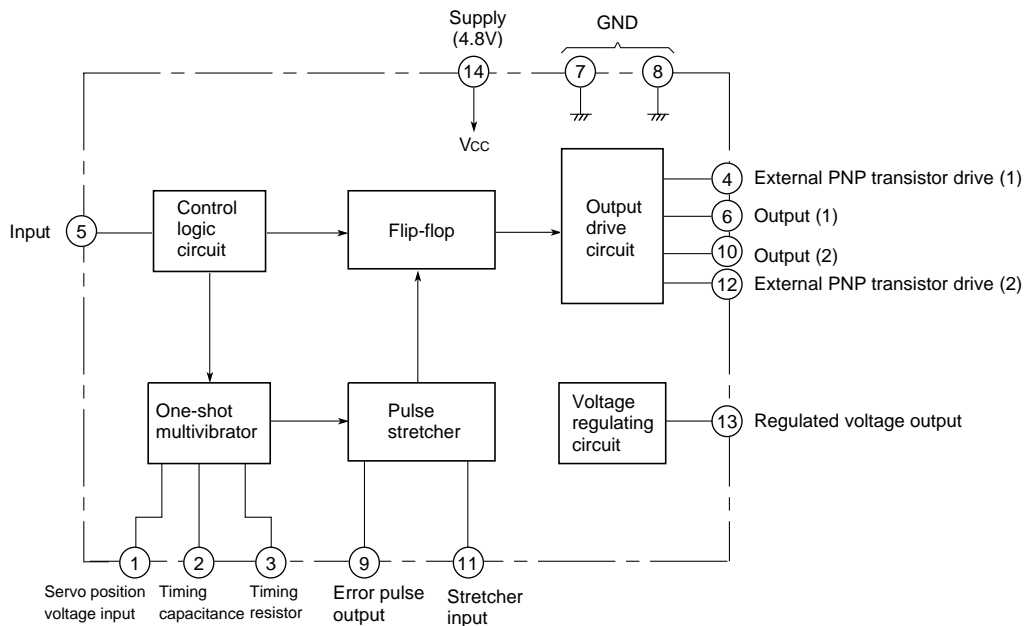 Supply
(4.8V)
GND
14
7
8
VCC
4
External PNP transistor drive (1)
Input
5
Control
logic
circuit
Flip-flop
Output
drive
circuit
6
Output (1)
10
Output (2)
12
External PNP transistor drive (2)
One-shot
multivibrator
Pulse
stretcher
Voltage
regulating
circuit
13
Regulated voltage output
1
2
3
9
11
Servo position
voltage input
Timing
capacitance
Timing
resistor
Error pulse
output
Stretcher
input